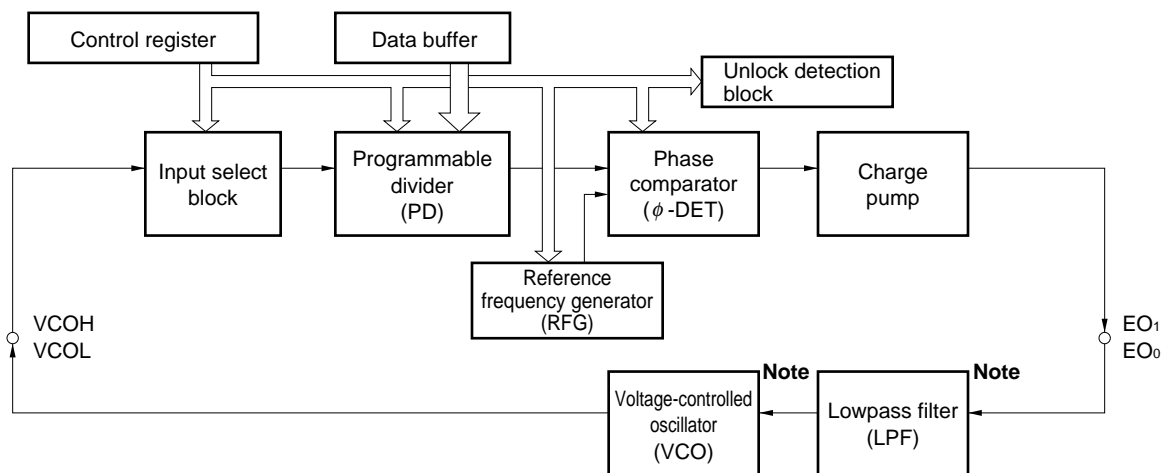 Control register
Data buffer
Unlock detection
block
Input select
block
Programmable
divider
(PD)
Phase
comparator
(ϕ-DET)
Charge
pump
Reference
frequency generator
(RFG)
VCOH
VCOL
EO1
EO0
Note
Note
Voltage-controlled
oscillator
(VCO)
Lowpass filter
(LPF)